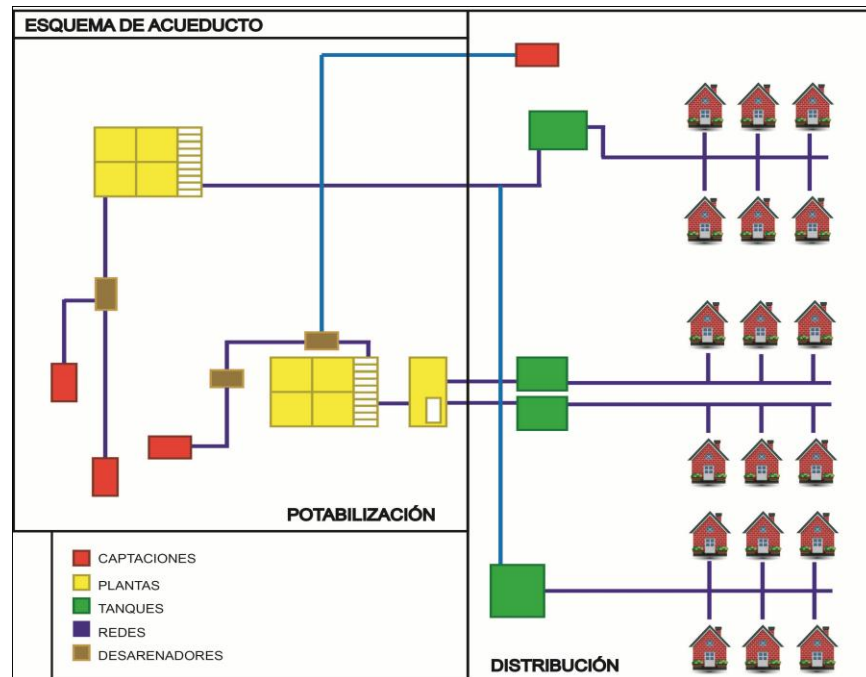 ESQUEMA DE ACUEDUCTO
POTABILIZACIÓN
CAPTACIONES
PLANTAS
TANQUES
REDES
DESARENADORES
DISTRIBUCIÓN